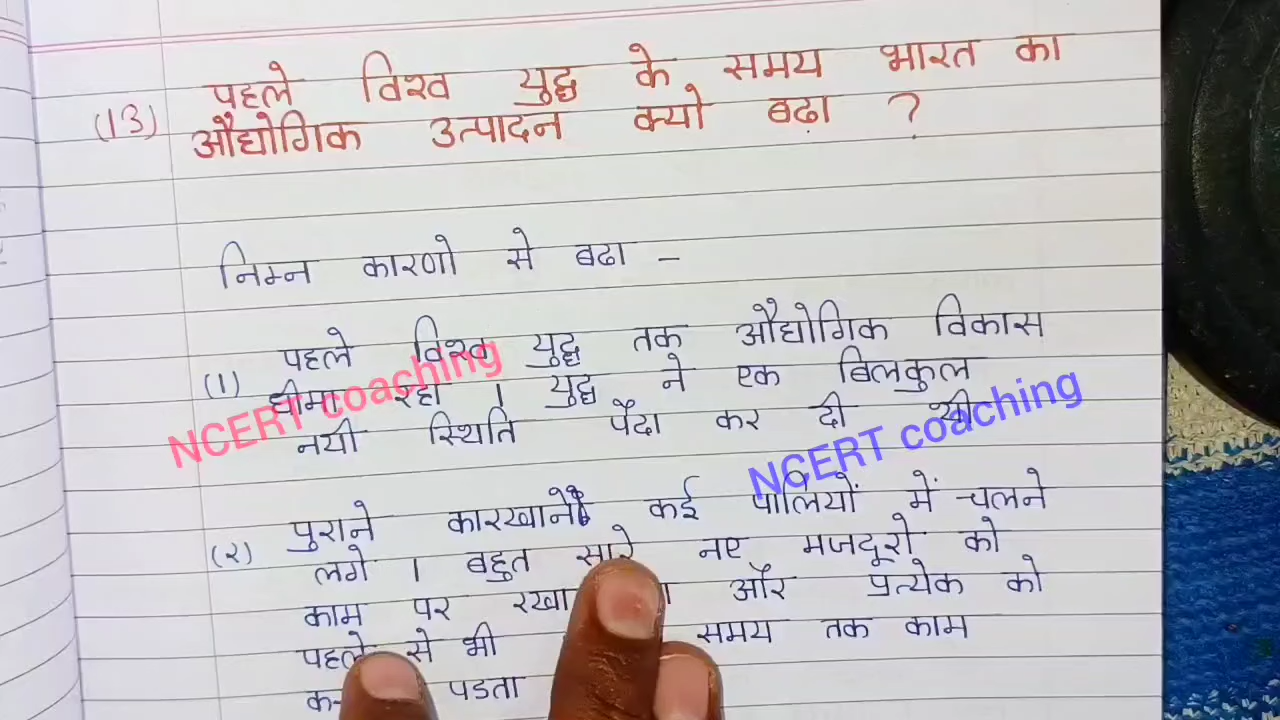 (13) पहले विश्व युद्ध के समय भारत का
औद्योगिक उत्पादन क्यो बढ़ा ?
निम्न कारणो से बढा –
(1) पहले विश्व युद्ध तक औद्योगिक विकास
धीमा रहा । युद्ध ने एक बिलकुल
नयी स्थिति पैदा कर दी थी
NCERT coaching
NCERT coaching
(२) पुराने कारखाने कई पालियों में चलने
लगे । बहुत सारे नए मजदूरो को
काम पर रखा और प्रत्येक को
पहले से भी समय तक काम
पडता